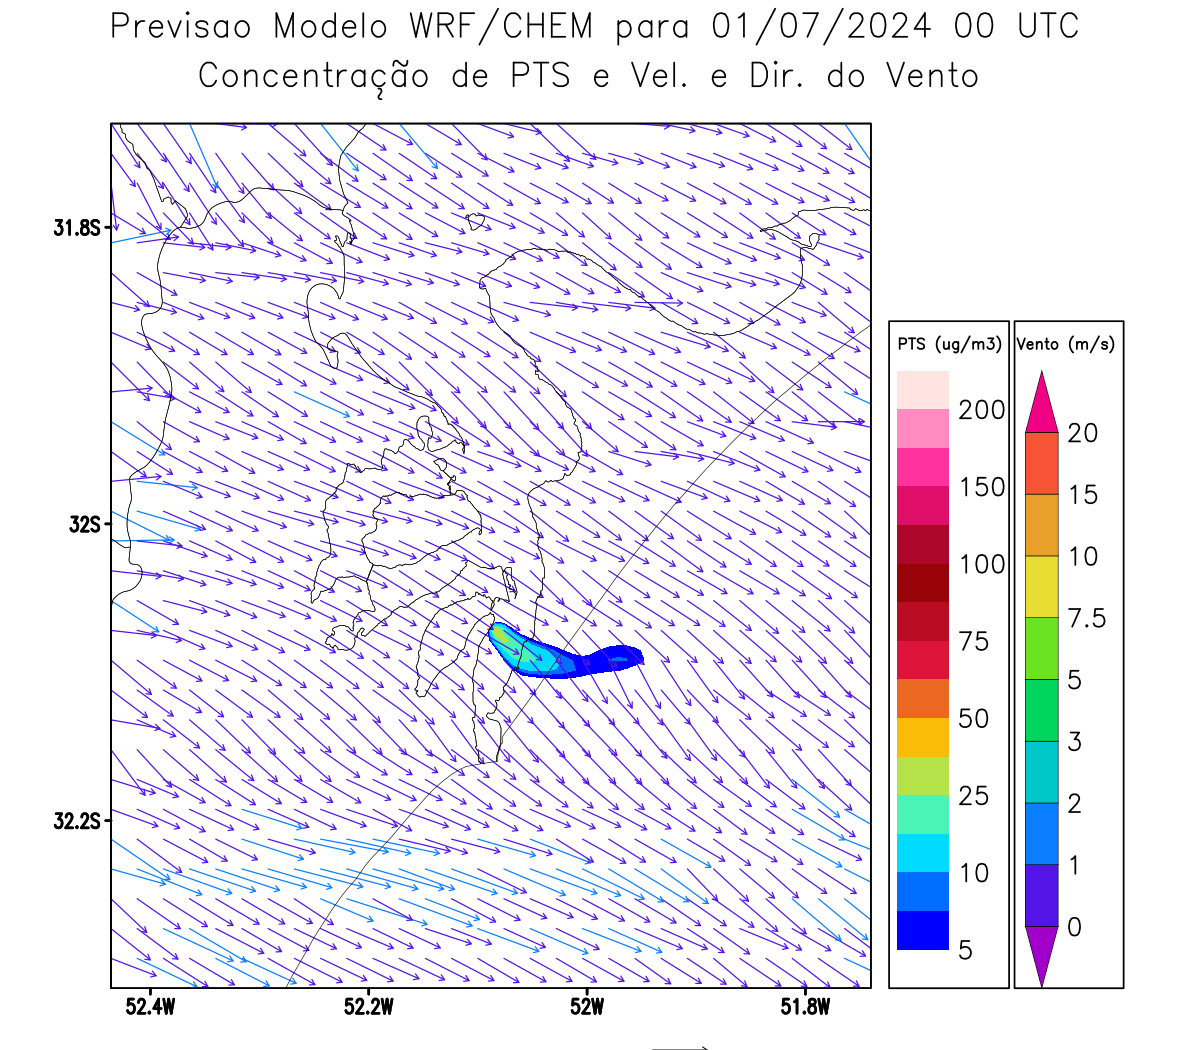 Previsao Modelo WRF/CHEM para 01/07/2024 00 UTC
Concentração de PTS e Vel. e Dir. do Vento
31.8S
32S
32.2S
52.4W
52.2W
52W
51.8W
PTS (ug/m3)
200
150
100
75
50
25
10
5
Vento (m/s)
20
15
10
7.5
5
3
2
1
0